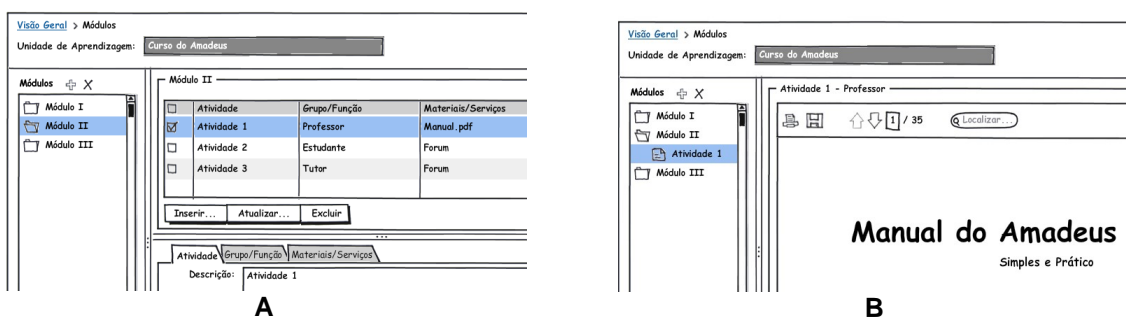 Visão Geral > Módulos
Unidade de Aprendizagem: Curso do Amadeus
Módulos
Módulo I
Módulo II
Módulo III
Módulo II
Atividade Grupo/Função Materiais/Serviços
Atividade 1 Professor Manual.pdf
Atividade 2 Estudante Forum
Atividade 3 Tutor Forum
Inserir... Atualizar... Excluir
Atividade Grupo/Função Materiais/Serviços
Descrição: Atividade 1
A
Visão Geral > Módulos
Unidade de Aprendizagem: Curso do Amadeus
Módulos
Módulo I
Módulo II
Atividade 1
Módulo III
Atividade 1 - Professor
1 / 35 Localizar...
Manual do Amadeus
Simples e Prático
B